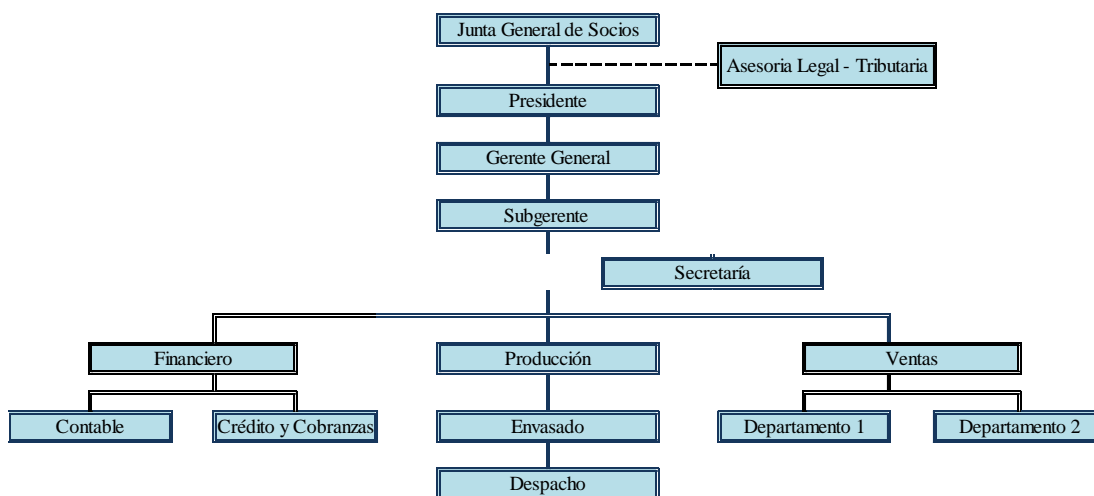 Junta General de Socios
Asesoria Legal - Tributaria
Presidente
Gerente General
Subgerente
Secretaría
Financiero
Producción
Ventas
Contable
Crédito y Cobranzas
Envasado
Departamento 1
Departamento 2
Despacho